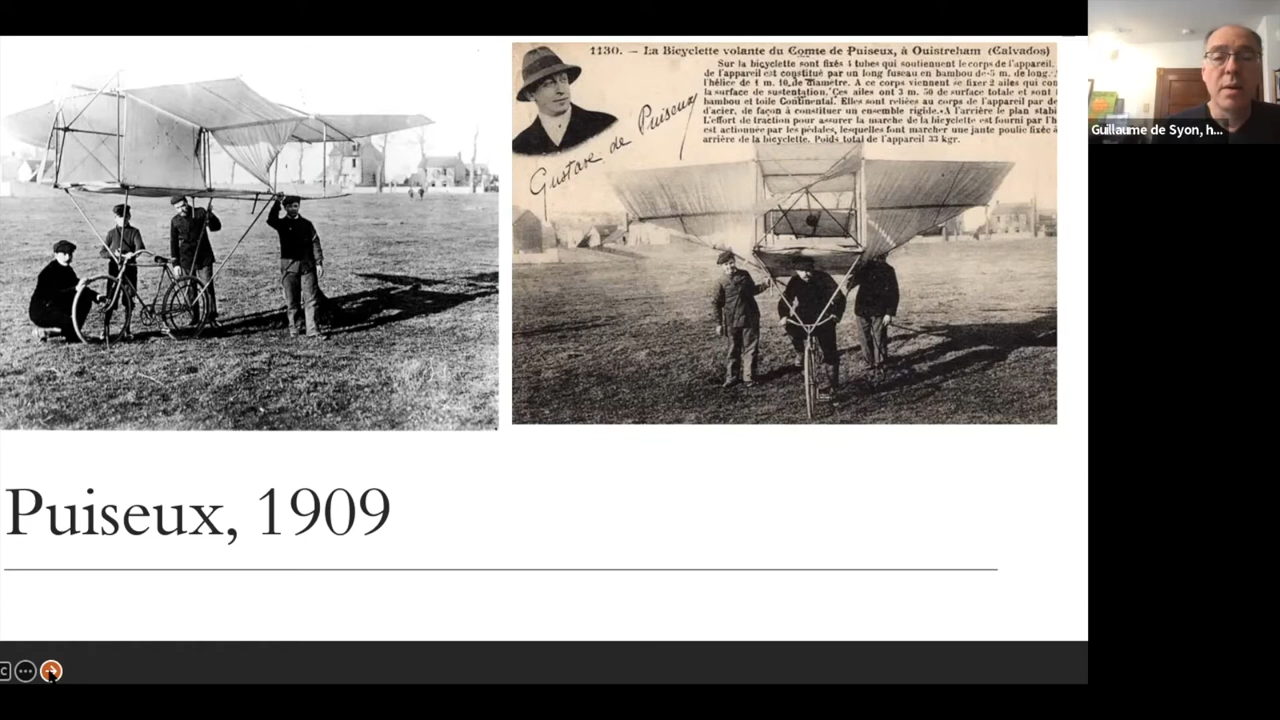 1130. — La Bicyclette volante du Comte de Puiseux, à Ouistreham (Calvados)
Sur la bicyclette sont fixés 4 tubes qui soutiennent le corps de l'appareil.
de l'appareil est constitué par un long fuseau en bambou de 5 m. de long.
l'hélice de 1 m. 10 de diametre. A ce corps viennent se fixer 2 ailes qui con
la surface de sustentation. Ces ailes ont 3 m. 50 de surface totale et sont
bambou et toile Continental. Elles sont reliées au corps de l'appareil par de
d'acier, de façon à constituer un ensemble rigide. A l'arrière le plan stabi
L'effort de traction pour assurer la marche de la bicyclette est fourni par l'h
est actionnée par les pédales, lesquelles font marcher une jante poulie fixée à
arrière de la bicyclette. Poids total de l'appareil 33 kgr.
Gustave de Puiseux
Guillaume de Syon, h...
Puiseux, 1909